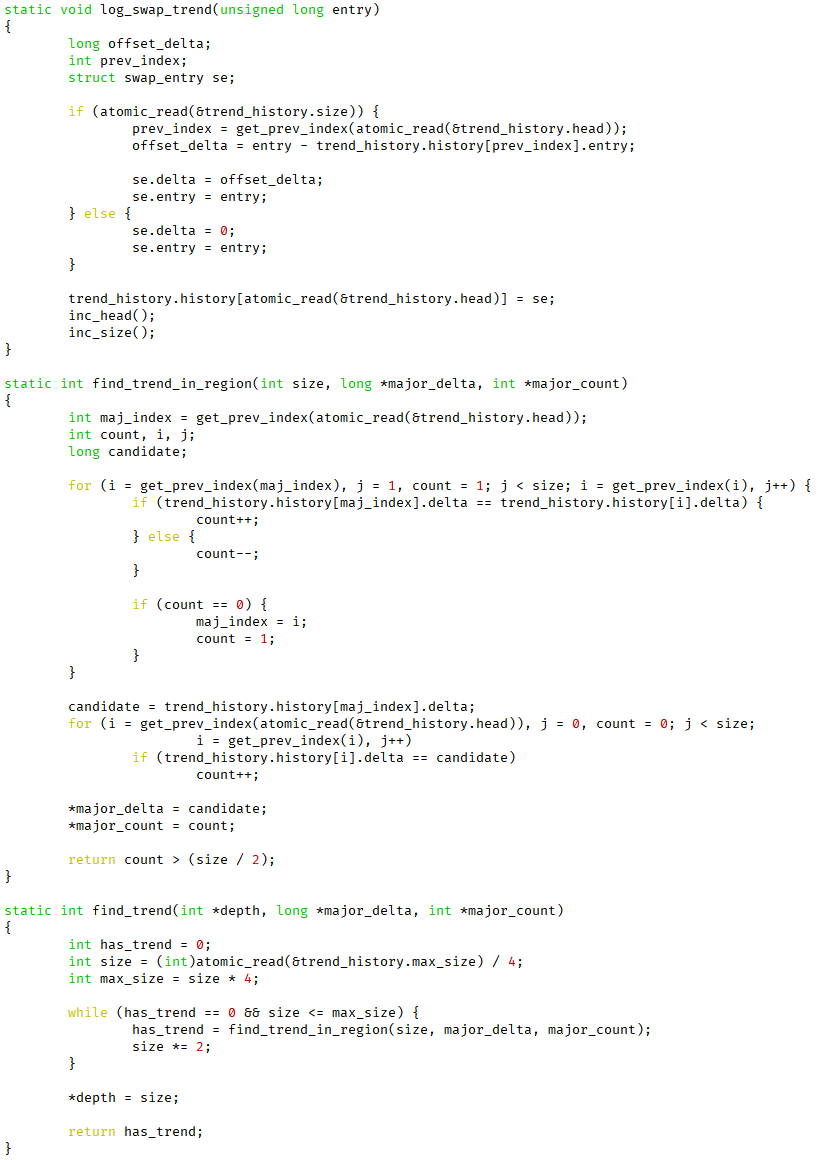 static void log_swap_trend(unsigned long entry)
{
        long offset_delta;
        int prev_index;
        struct swap_entry se;

        if (atomic_read(&trend_history.size)) {
                prev_index = get_prev_index(atomic_read(&trend_history.head));
                offset_delta = entry - trend_history.history[prev_index].entry;

                se.delta = offset_delta;
                se.entry = entry;
        } else {
                se.delta = 0;
                se.entry = entry;
        }

        trend_history.history[atomic_read(&trend_history.head)] = se;
        inc_head();
        inc_size();
}

static int find_trend_in_region(int size, long *major_delta, int *major_count)
{
        int maj_index = get_prev_index(atomic_read(&trend_history.head));
        int count, i, j;
        long candidate;

        for (i = get_prev_index(maj_index), j = 1, count = 1; j < size; i = get_prev_index(i), j++) {
                if (trend_history.history[maj_index].delta == trend_history.history[i].delta) {
                        count++;
                } else {
                        count--;
                }

                if (count == 0) {
                        maj_index = i;
                        count = 1;
                }
        }

        candidate = trend_history.history[maj_index].delta;
        for (i = get_prev_index(atomic_read(&trend_history.head)), j = 0, count = 0; j < size;
                        i = get_prev_index(i), j++)
                if (trend_history.history[i].delta == candidate)
                        count++;

        *major_delta = candidate;
        *major_count = count;

        return count > (size / 2);
}

static int find_trend(int *depth, long *major_delta, int *major_count)
{
        int has_trend = 0;
        int size = (int)atomic_read(&trend_history.max_size) / 4;
        int max_size = size * 4;

        while (has_trend == 0 && size <= max_size) {
                has_trend = find_trend_in_region(size, major_delta, major_count);
                size *= 2;
        }

        *depth = size;

        return has_trend;
}